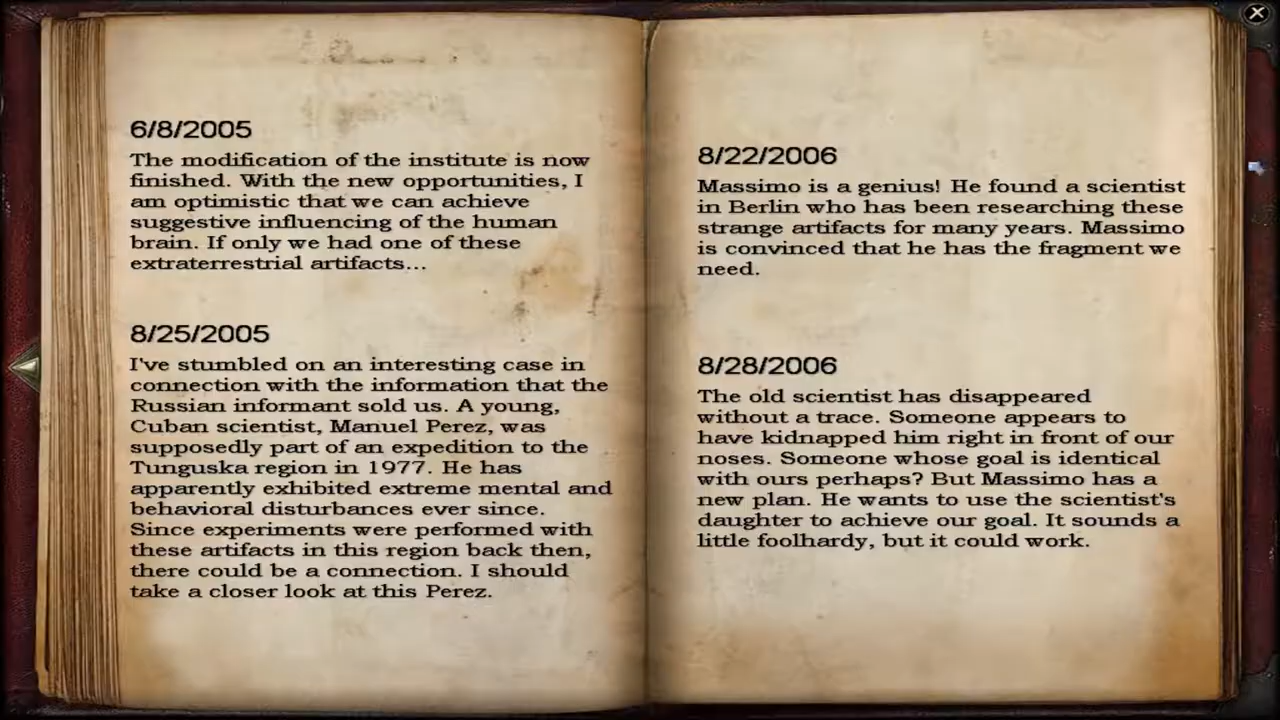 6/8/2005
The modification of the institute is now
finished. With the new opportunities, I
am optimistic that we can achieve
suggestive influencing of the human
brain. If only we had one of these
extraterrestrial artifacts...
8/25/2005
I've stumbled on an interesting case in
connection with the information that the
Russian informant sold us. A young,
Cuban scientist, Manuel Perez, was
supposedly part of an expedition to the
Tunguska region in 1977. He has
apparently exhibited extreme mental and
behavioral disturbances ever since.
Since experiments were performed with
these artifacts in this region back then,
there could be a connection. I should
take a closer look at this Perez.
8/22/2006
Massimo is a genius! He found a scientist
in Berlin who has been researching these
strange artifacts for many years. Massimo
is convinced that he has the fragment we
need.
8/28/2006
The old scientist has disappeared
without a trace. Someone appears to
have kidnapped him right in front of our
noses. Someone whose goal is identical
with ours perhaps? But Massimo has a
new plan. He wants to use the scientist's
daughter to achieve our goal. It sounds a
little foolhardy, but it could work.